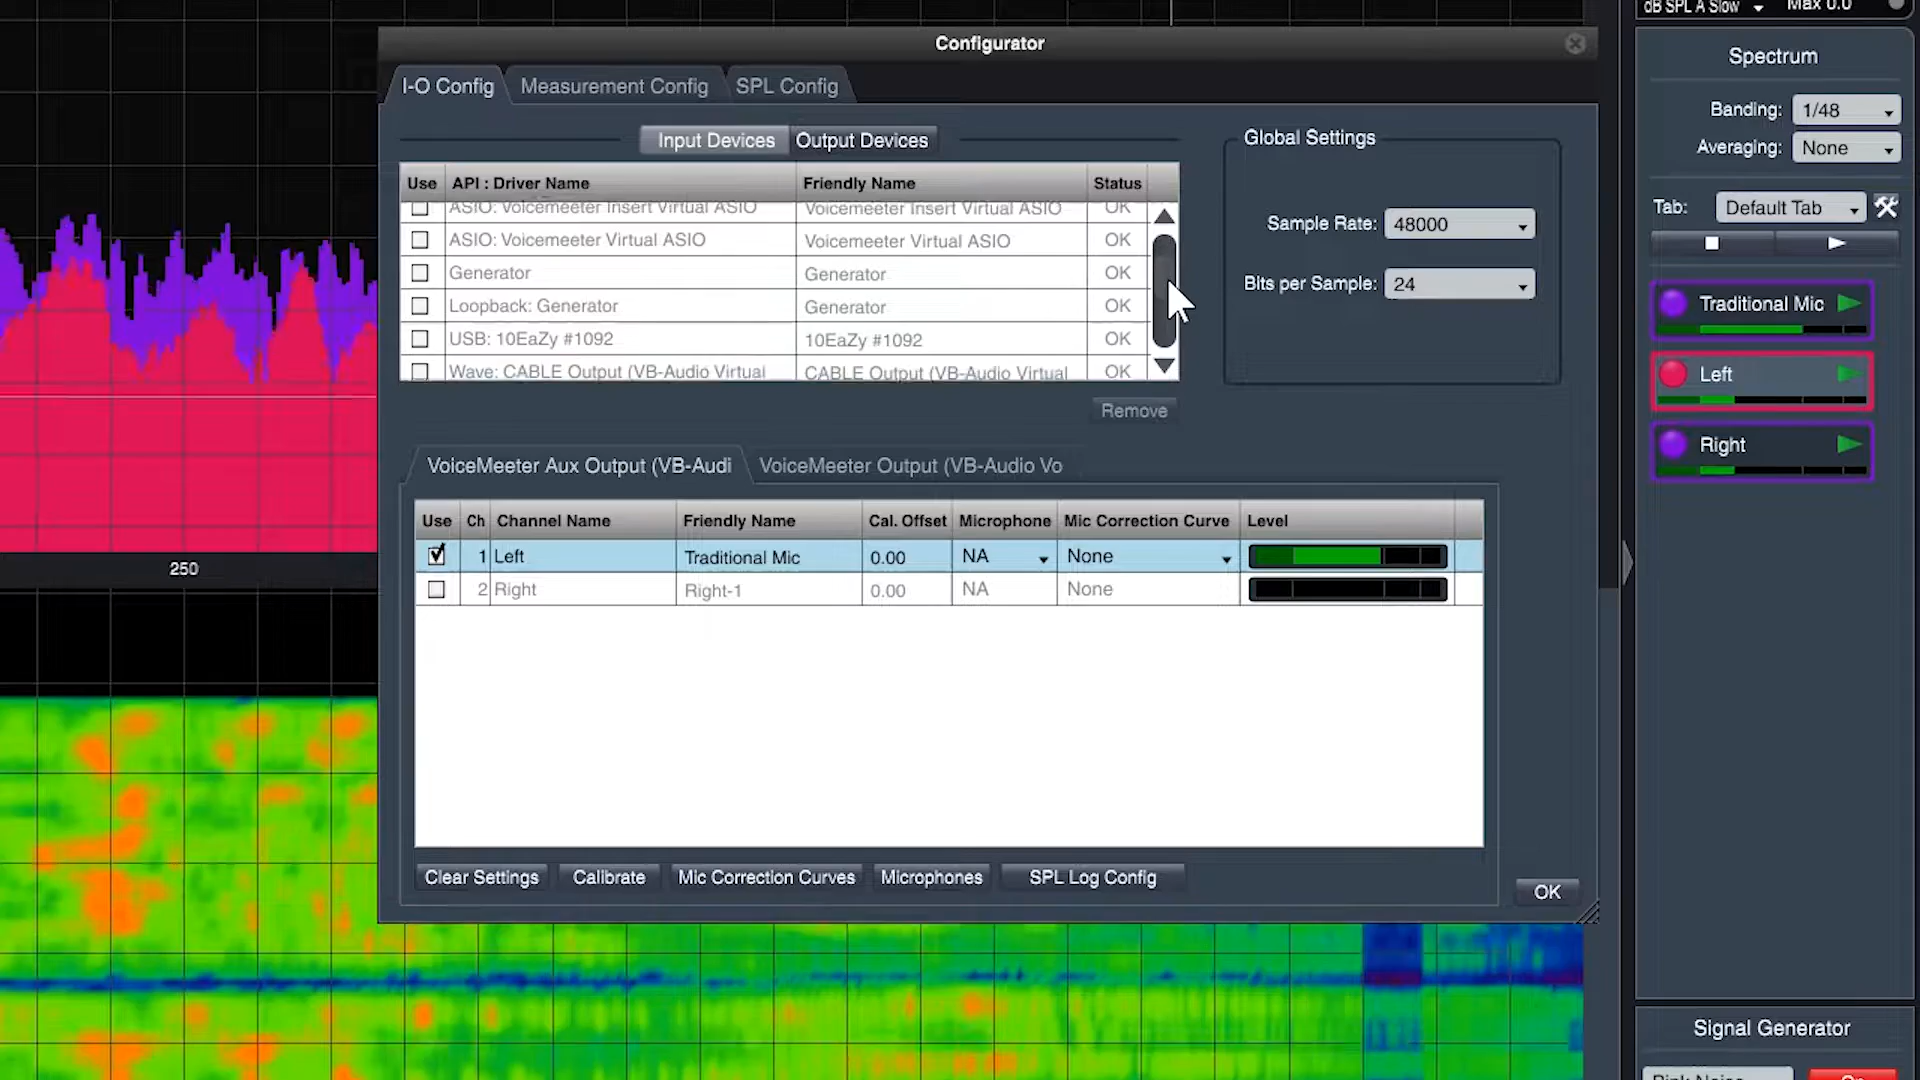 dB SPL A Slow Max 0.0
Configurator
Spectrum
I-O Config Measurement Config SPL Config
Banding: 1/48
Averaging: None
Input Devices Output Devices
Global Settings
Use API : Driver Name Friendly Name Status
ASIO: Voicemeeter Insert Virtual ASIO Voicemeeter Insert Virtual ASIO OK
Tab: Default Tab
Sample Rate: 48000
ASIO: Voicemeeter Virtual ASIO Voicemeeter Virtual ASIO OK
Generator Generator OK
Bits per Sample: 24
Loopback: Generator Generator OK
Traditional Mic
USB: 10EaZy #1092 10EaZy #1092 OK
Wave: CABLE Output (VB-Audio Virtual CABLE Output (VB-Audio Virtual OK
Left
Remove
Right
VoiceMeeter Aux Output (VB-Audi VoiceMeeter Output (VB-Audio Vo
Use Ch Channel Name Friendly Name Cal. Offset Microphone Mic Correction Curve Level
1 Left Traditional Mic 0.00 NA None
2 Right Right-1 0.00 NA None
250
Clear Settings Calibrate Mic Correction Curves Microphones SPL Log Config
OK
Signal Generator
Pink Noise On